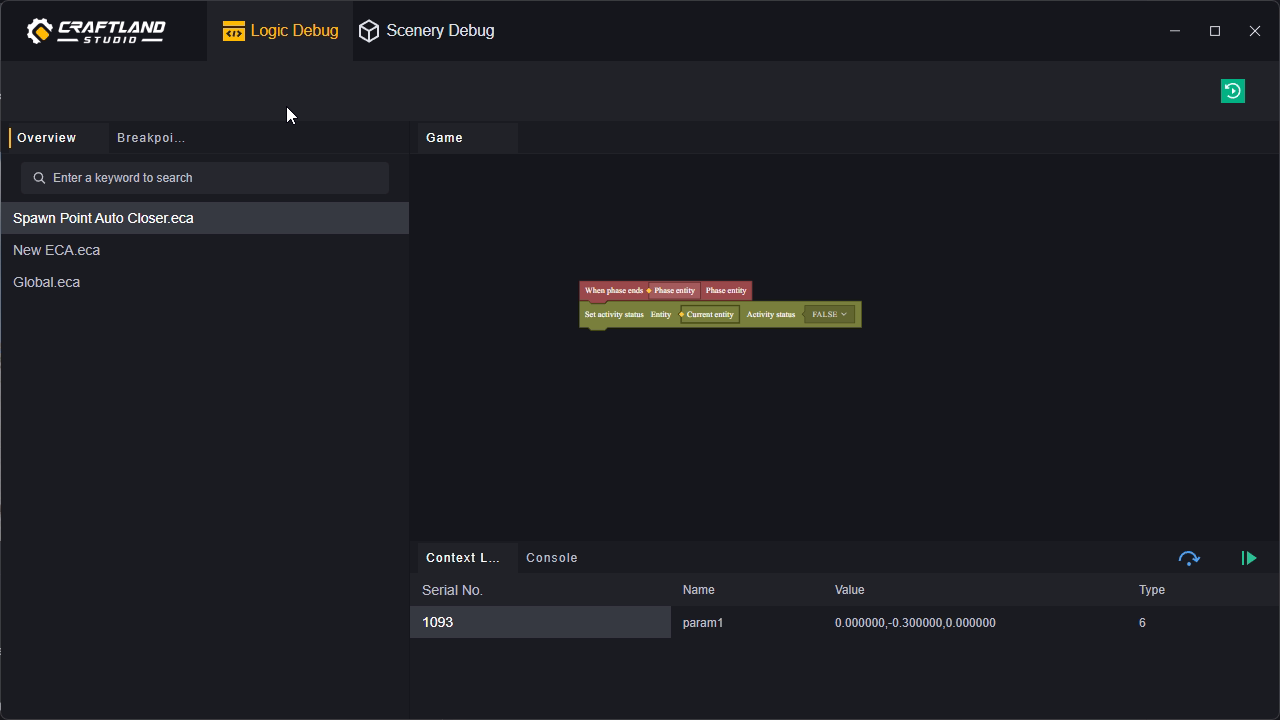 CRAFTLAND
STUDIO
Logic Debug
Scenery Debug
Overview
Breakpoi...
Game
Enter a keyword to search
Spawn Point Auto Closer.eca
New ECA.eca
Global.eca
When phase ends Phase entity Phase entity
Set activity status Entity Current entity Activity status FALSE
Context L...
Console
Serial No. Name Value Type
1093 param1 0.000000,-0.300000,0.000000 6